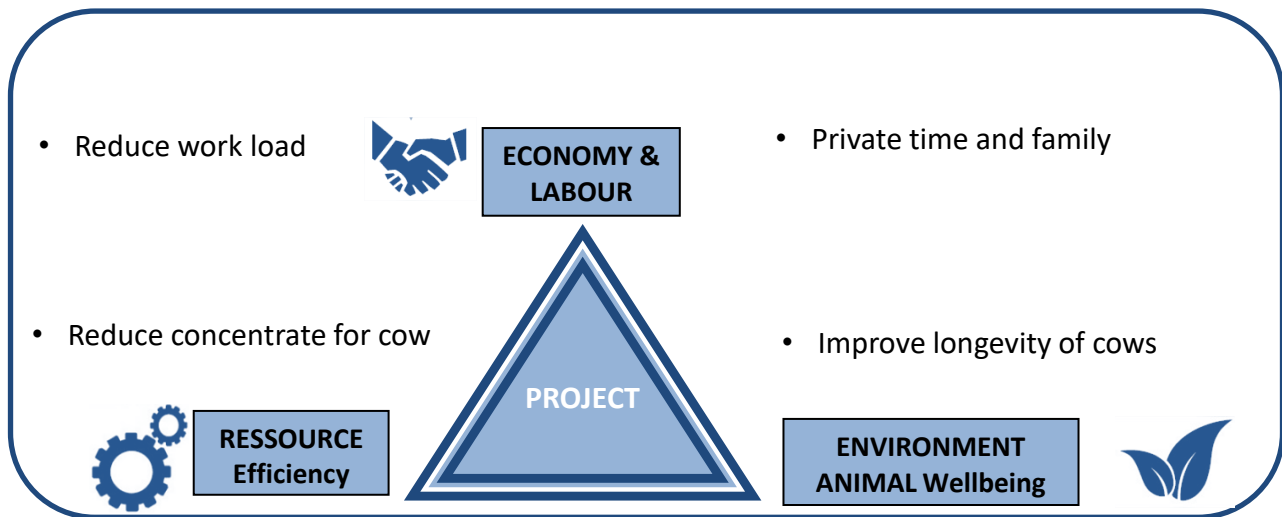 • Reduce work load
ECONOMY &
LABOUR
• Private time and family
• Reduce concentrate for cow
• Improve longevity of cows
PROJECT
RESSOURCE
Efficiency
ENVIRONMENT
ANIMAL Wellbeing